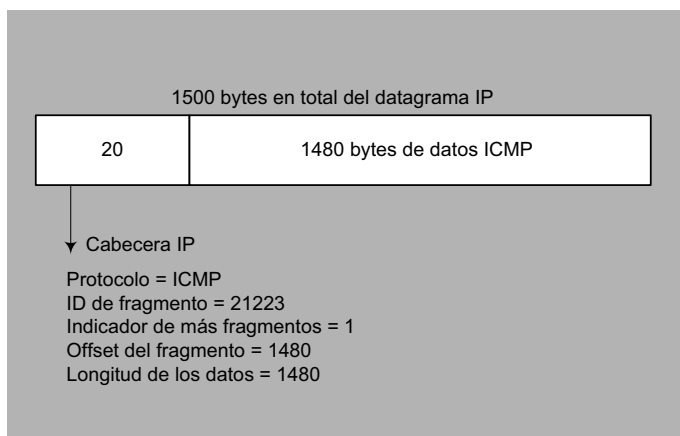 1500 bytes en total del datagrama IP
20
1480 bytes de datos ICMP
Cabecera IP
Protocolo = ICMP
ID de fragmento = 21223
Indicador de más fragmentos = 1
Offset del fragmento = 1480
Longitud de los datos = 1480